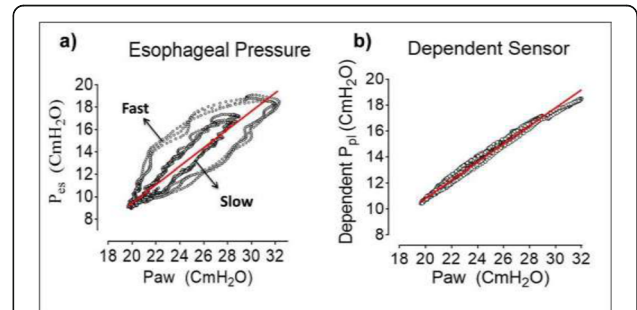 a)
Esophageal Pressure
20
18
16
14
12
10
8
Pes (CmH2O)
Fast
Slow
18 20 22 24 26 28 30 32
Paw (CmH2O)
b)
Dependent Sensor
20
18
16
14
12
10
8
Dependent Ppl (CmH2O)
18 20 22 24 26 28 30 32
Paw (CmH2O)